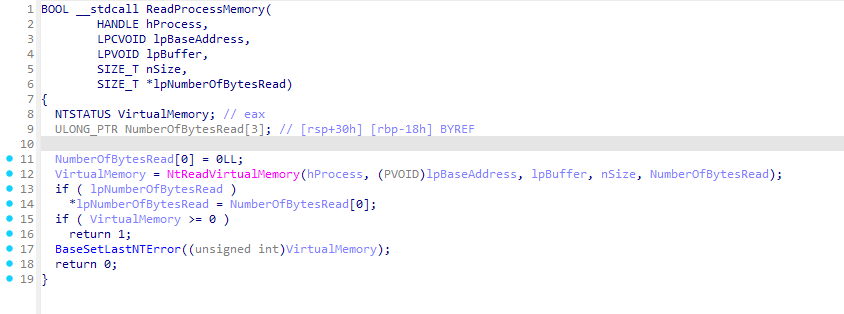 1 BOOL __stdcall ReadProcessMemory(
2         HANDLE hProcess,
3         LPCVOID lpBaseAddress,
4         LPVOID lpBuffer,
5         SIZE_T nSize,
6         SIZE_T *lpNumberOfBytesRead)
7 {
8   NTSTATUS VirtualMemory; // eax
9   ULONG_PTR NumberOfBytesRead[3]; // [rsp+30h] [rbp-18h] BYREF
10
11   NumberOfBytesRead[0] = 0LL;
12   VirtualMemory = NtReadVirtualMemory(hProcess, (PVOID)lpBaseAddress, lpBuffer, nSize, NumberOfBytesRead);
13   if ( lpNumberOfBytesRead )
14     *lpNumberOfBytesRead = NumberOfBytesRead[0];
15   if ( VirtualMemory >= 0 )
16     return 1;
17   BaseSetLastNTError((unsigned int)VirtualMemory);
18   return 0;
19 }